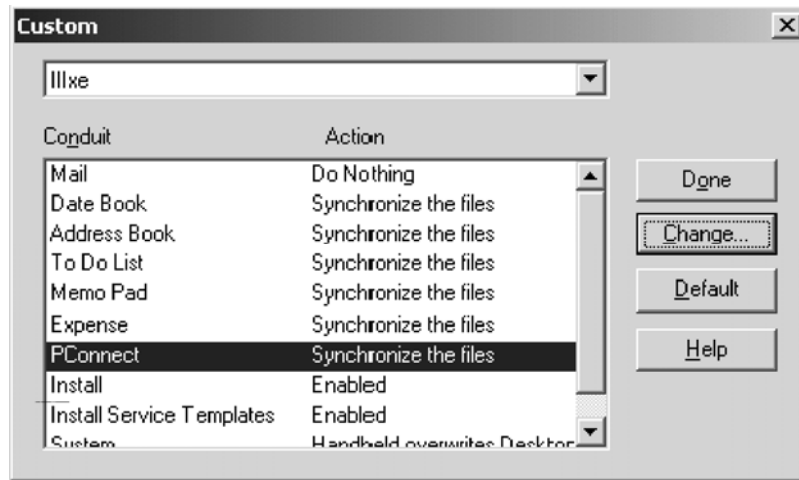 Custom
IIIxe
Conduit Action
Mail Do Nothing
Date Book Synchronize the files
Address Book Synchronize the files
To Do List Synchronize the files
Memo Pad Synchronize the files
Expense Synchronize the files
PConnect Synchronize the files
Install Enabled
Install Service Templates Enabled
System Handheld overwrites Desktop
Done
Change...
Default
Help